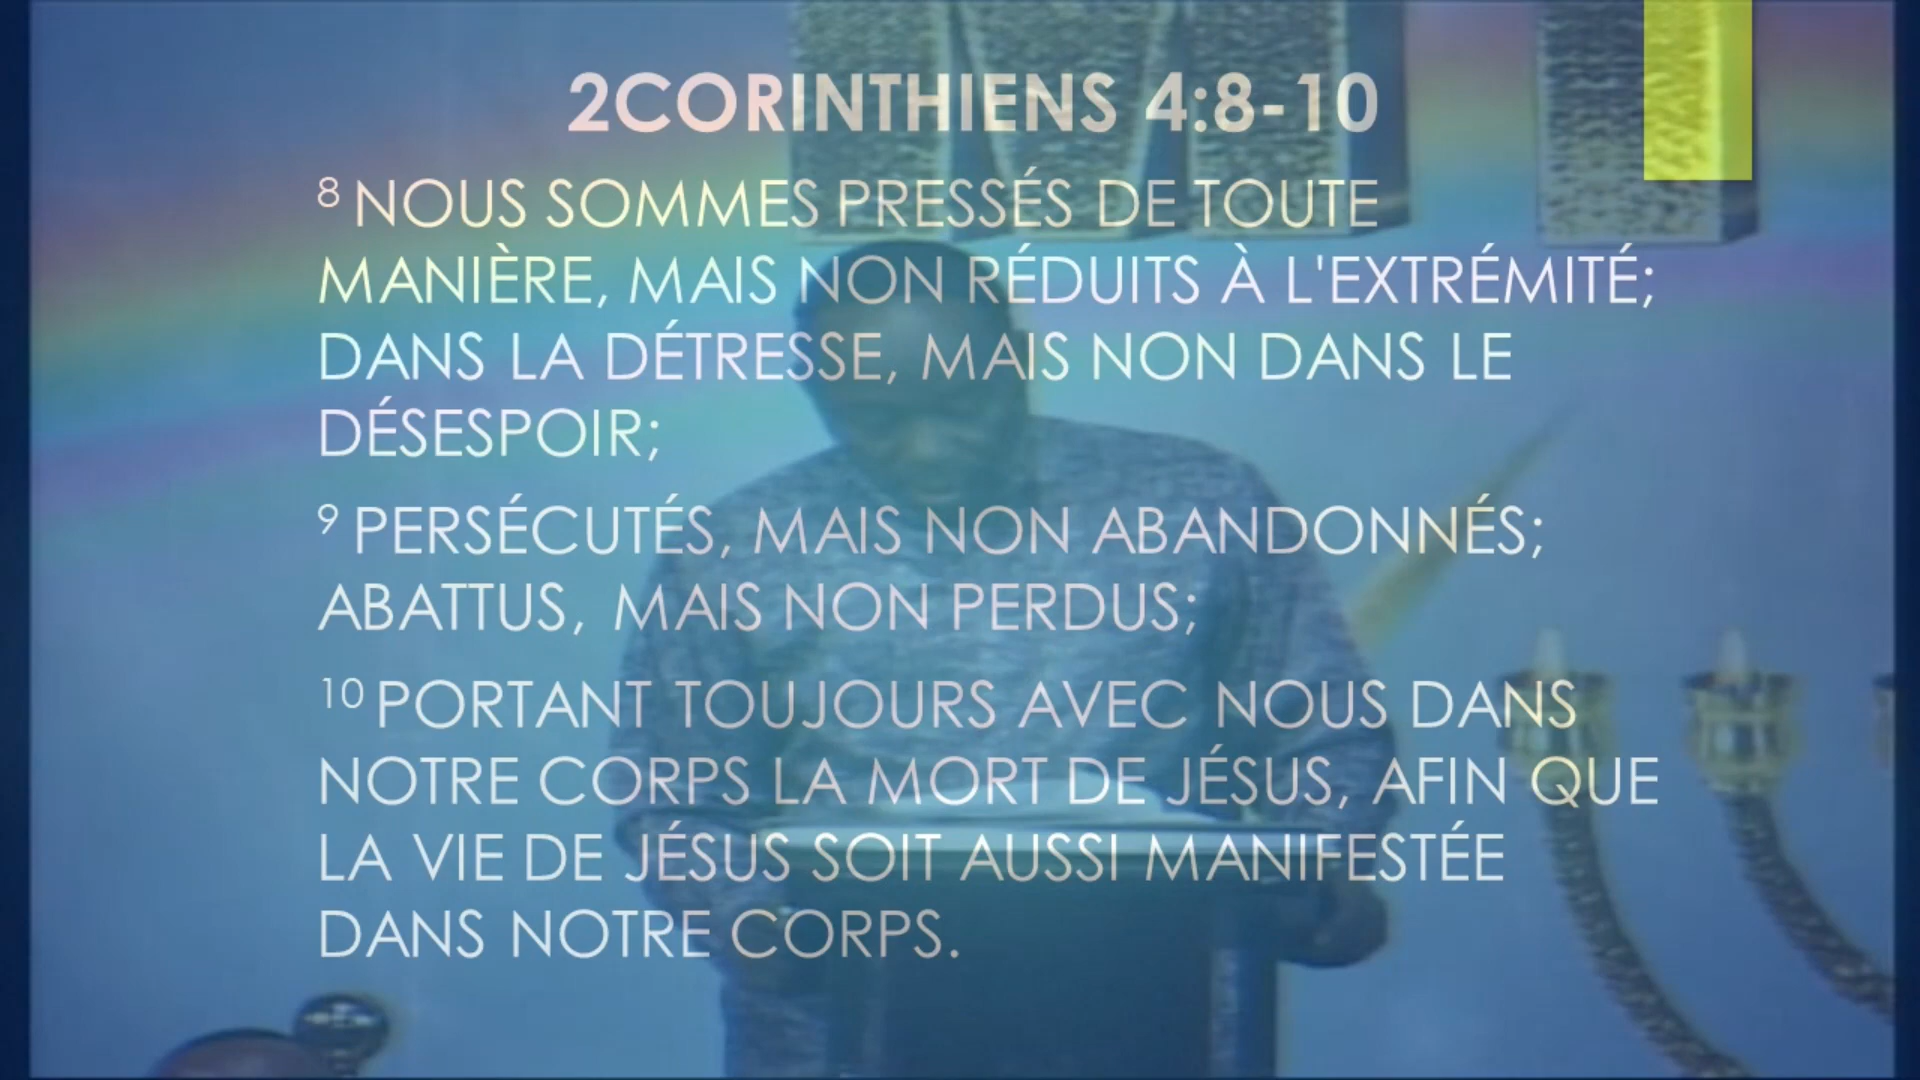 2CORINTHIENS 4:8-10
8 NOUS SOMMES PRESSÉS DE TOUTE
MANIÈRE, MAIS NON RÉDUITS À L'EXTRÉMITÉ;
DANS LA DÉTRESSE, MAIS NON DANS LE
DÉSESPOIR;
9 PERSÉCUTÉS, MAIS NON ABANDONNÉS;
ABATTUS, MAIS NON PERDUS;
10 PORTANT TOUJOURS AVEC NOUS DANS
NOTRE CORPS LA MORT DE JÉSUS, AFIN QUE
LA VIE DE JÉSUS SOIT AUSSI MANIFESTÉE
DANS NOTRE CORPS.